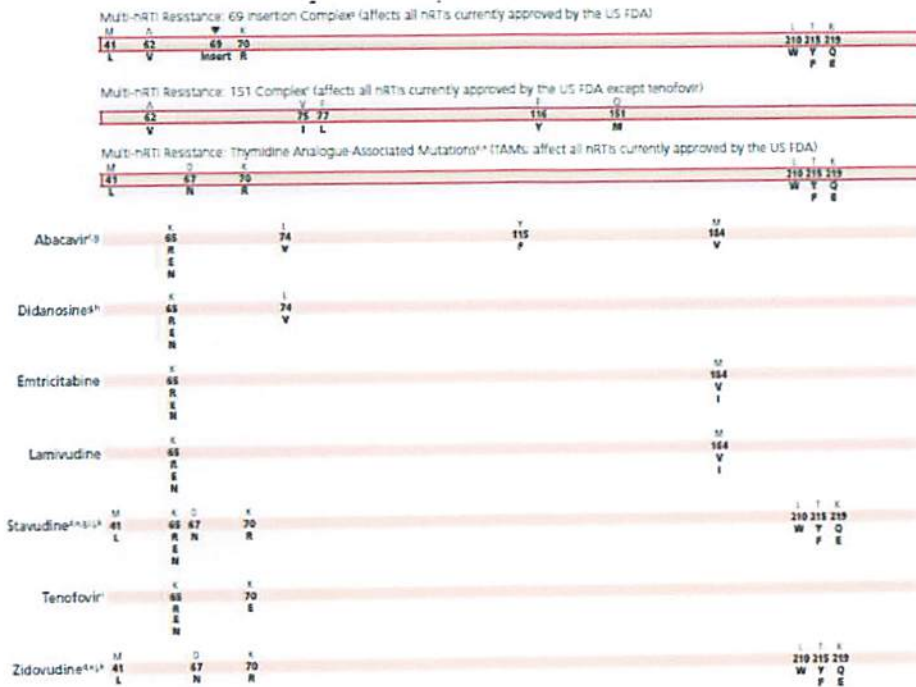 Multi-nRTI Resistance: 69 Insertion Complex (affects all nRTIs currently approved by the US FDA)
M A ▼ K L T K
41 62 69 70 210 215 219
L V Insert R W Y Q
F E
Multi-nRTI Resistance: 151 Complex (affects all nRTIs currently approved by the US FDA except tenofovir)
A V F F Q
62 75 77 116 151
V I L Y M
Multi-nRTI Resistance: Thymidine Analogue-Associated Mutations (TAMs; affect all nRTIs currently approved by the US FDA)
M D K L T K
41 67 70 210 215 219
L N R W Y Q
F E
K L Y M
Abacavir 65 74 115 184
R V F V
E
N
K L
Didanosine 65 74
R V
E
N
K M
Emtricitabine 65 184
R V
E I
N
K M
Lamivudine 65 184
R V
E I
N
M K D K L T K
Stavudine 41 65 67 70 210 215 219
L R N R W Y Q
E F E
N
K K
Tenofovir 65 70
R E
E
N
M D K L T K
Zidovudine 41 67 70 210 215 219
L N R W Y Q
F E